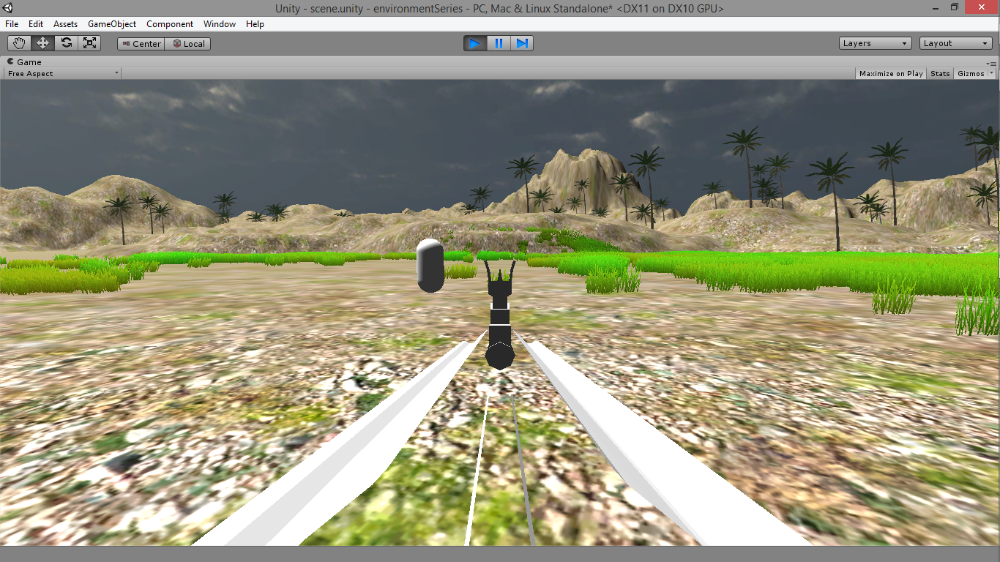 Unity - scene.unity - environmentSeries - PC, Mac & Linux Standalone* <DX11 on DX10 GPU>
File Edit Assets GameObject Component Window Help
Center Local Layers Layout
Game
Free Aspect Maximize on Play Stats Gizmos